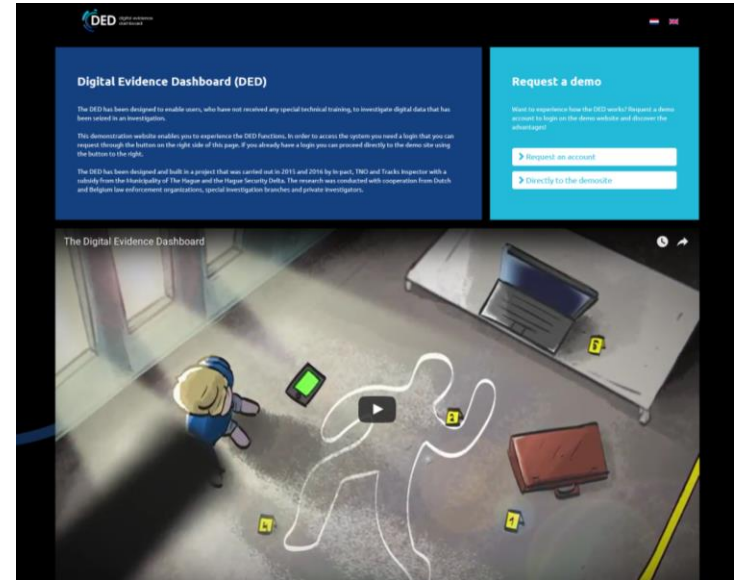 DED digital evidence
dashboard
Digital Evidence Dashboard (DED)
The DED has been designed to enable users, who have not received any special technical training, to investigate digital data that has
been seized in an investigation.
This demonstration website enables you to experience the DED Functions. In order to access the system you need a login that you can
request through the button on the right side of this page. If you already have a login you can proceed directly to the demo site using
the button to the right.
The DED has been designed and built in a project that was carried out in 2015 and 2016 by in pact, TNO and Tracks Inspector with a
subsidy from the Municipality of The Hague and the Hague Security Delta. The research was conducted with cooperation from Dutch
and Belgium law enforcement organizations, special investigation branches and private investigators.
Request a demo
Want to experience how the DED works? Request a demo
account to login on the demo website and discover the
advantages!
Request an account
Directly to the demosite
The Digital Evidence Dashboard
5
2
4
1